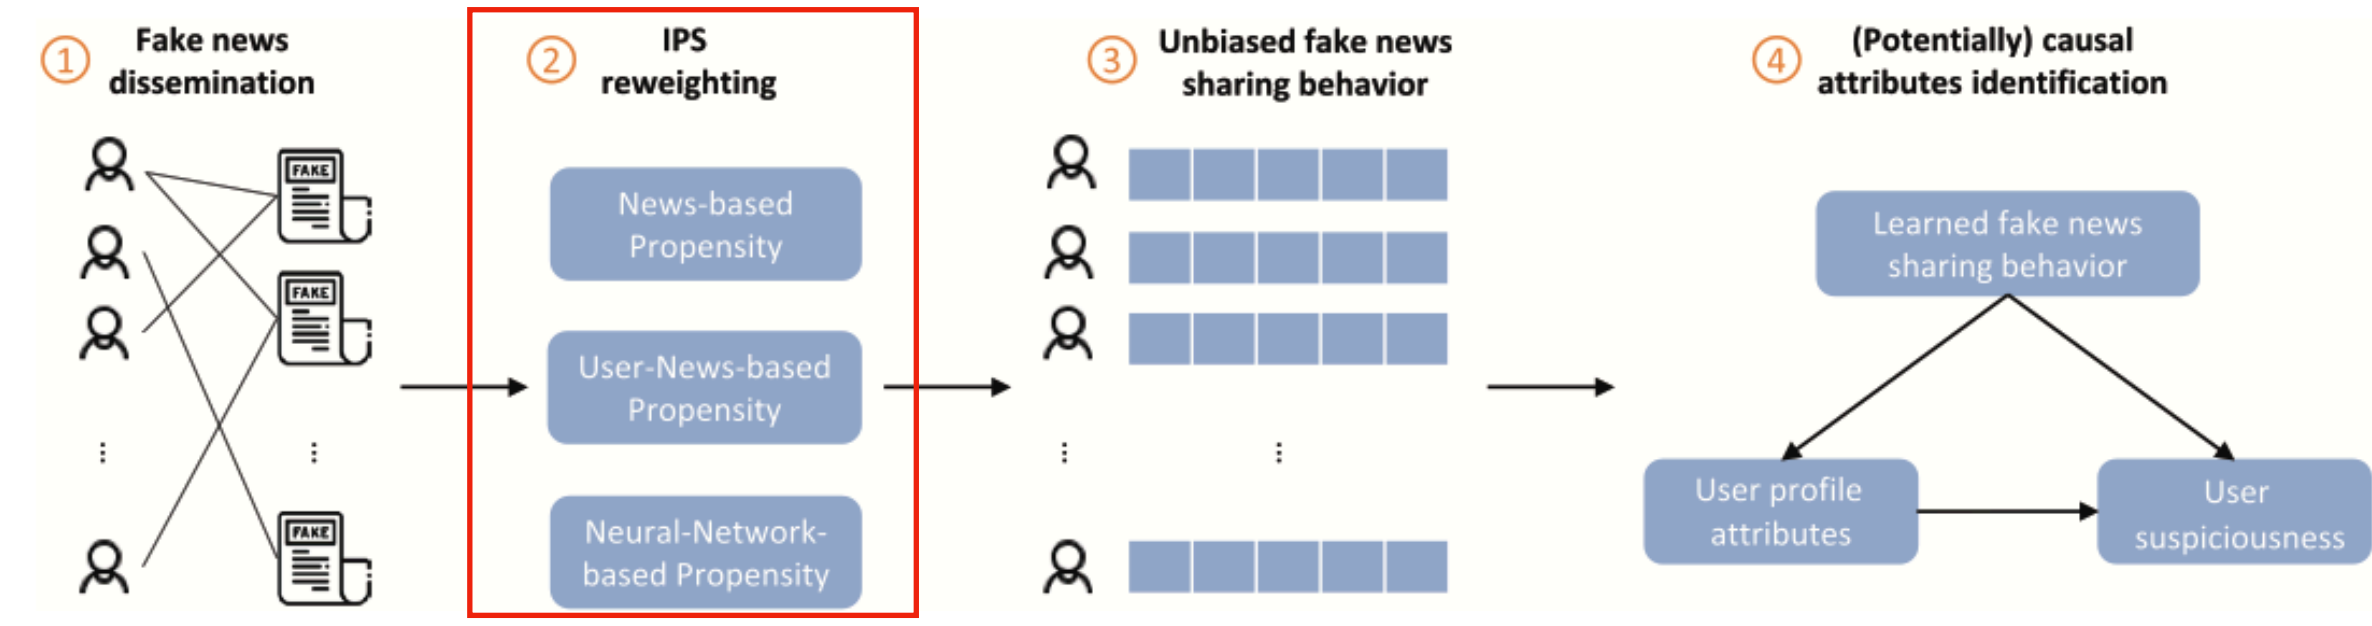 1
Fake news
dissemination
FAKE
FAKE
FAKE
2
IPS
reweighting
News-based
Propensity
User-News-based
Propensity
Neural-Network-
based Propensity
3
Unbiased fake news
sharing behavior
4
(Potentially) causal
attributes identification
Learned fake news
sharing behavior
User profile
attributes
User
suspiciousness